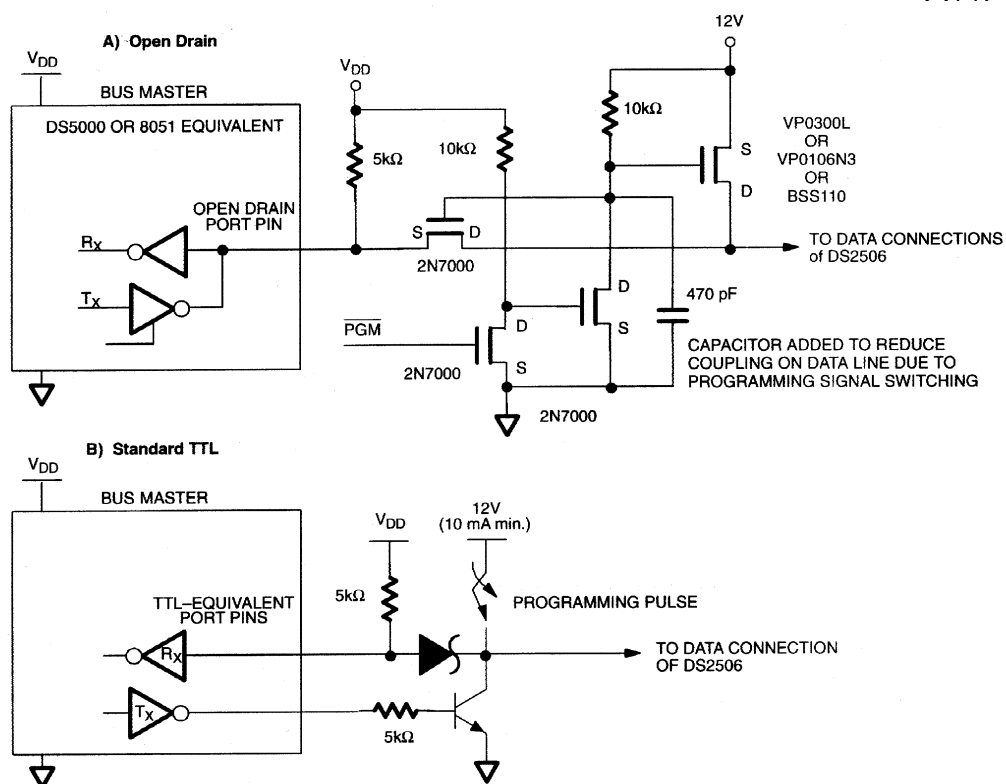 A) Open Drain
VDD
BUS MASTER
DS5000 OR 8051 EQUIVALENT
OPEN DRAIN
PORT PIN
RX
TX
VDD
5kΩ
10kΩ
S
D
2N7000
PGM
D
S
2N7000
D
S
2N7000
12V
10kΩ
S
D
VP0300L
OR
VP0106N3
OR
BSS110
TO DATA CONNECTIONS
of DS2506
470 pF
CAPACITOR ADDED TO REDUCE
COUPLING ON DATA LINE DUE TO
PROGRAMMING SIGNAL SWITCHING
B) Standard TTL
VDD
BUS MASTER
TTL–EQUIVALENT
PORT PINS
RX
TX
VDD
5kΩ
5kΩ
12V
(10 mA min.)
PROGRAMMING PULSE
TO DATA CONNECTION
OF DS2506